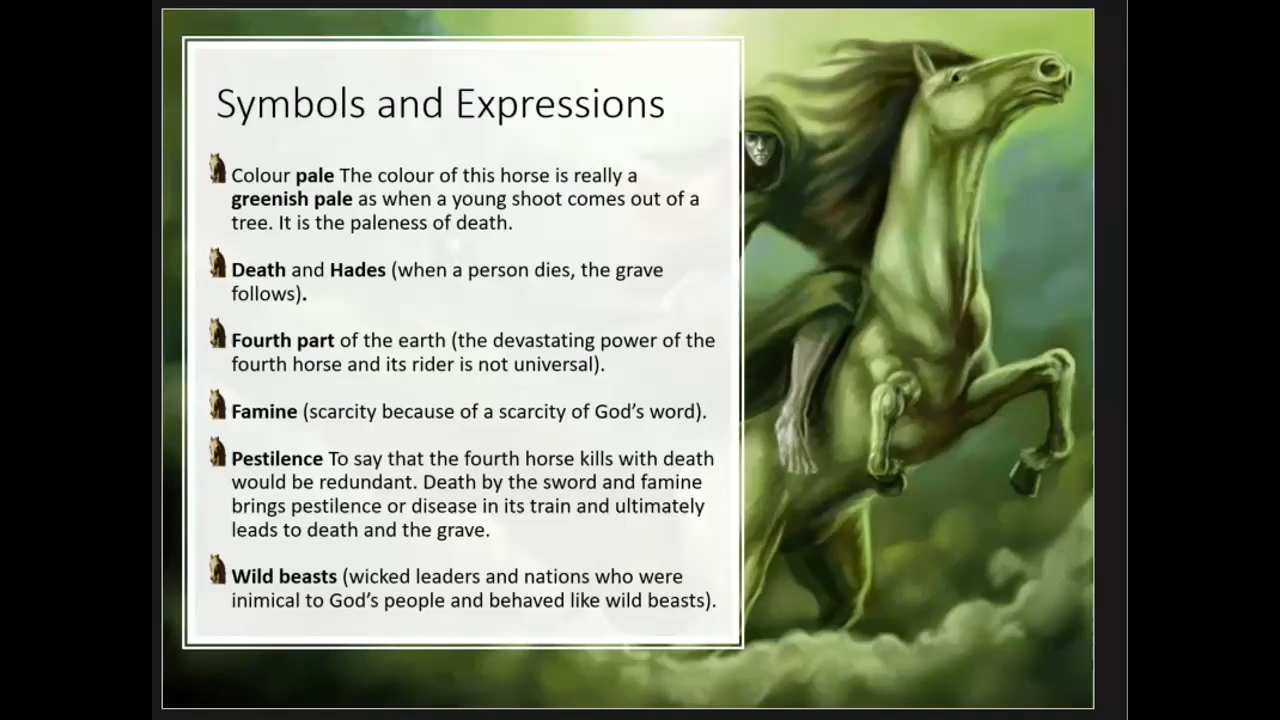 Symbols and Expressions
Colour pale The colour of this horse is really a
greenish pale as when a young shoot comes out of a
tree. It is the paleness of death.
Death and Hades (when a person dies, the grave
follows).
Fourth part of the earth (the devastating power of the
fourth horse and its rider is not universal).
Famine (scarcity because of a scarcity of God’s word).
Pestilence To say that the fourth horse kills with death
would be redundant. Death by the sword and famine
brings pestilence or disease in its train and ultimately
leads to death and the grave.
Wild beasts (wicked leaders and nations who were
inimical to God’s people and behaved like wild beasts).